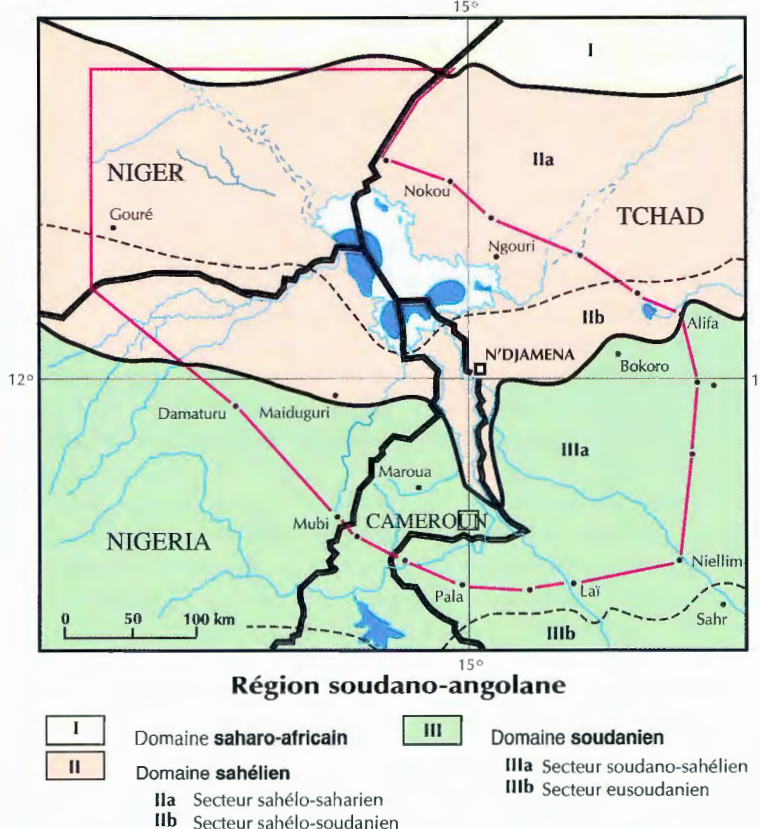 15°
I
IIa
NIGER
Nokou
Gouré
TCHAD
Ngouri
IIb
Alifa
N'DJAMENA
Bokoro
12°
1
Damaturu
Maiduguri
IIIa
Maroua
Mubi
CAMEROUN
NIGERIA
Niellim
Pala
Laï
Sahr
0 50 100 km
IIIb
15°
Région soudano-angolane
I Domaine saharo-africain
II Domaine sahélien
IIa Secteur sahélo-saharien
IIb Secteur sahélo-soudanien
III Domaine soudanien
IIIa Secteur soudano-sahélien
IIIb Secteur eusoudanien